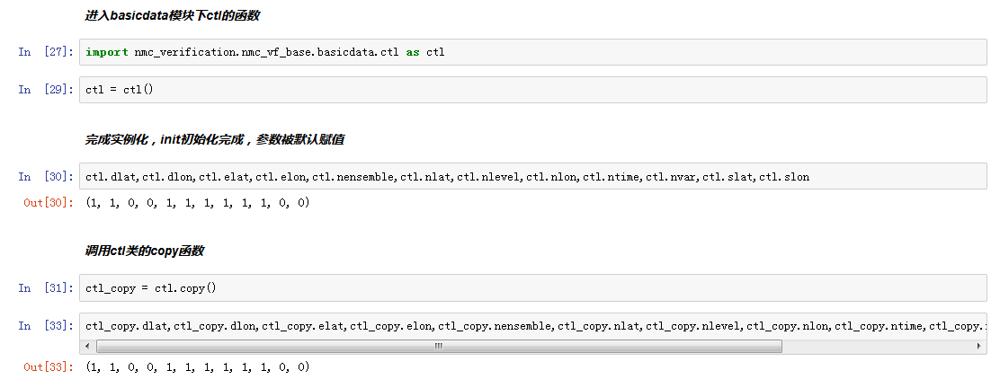 进入basicdata模块下ctl的函数
In [27]: import nmc_verification.nmc_vf_base.basicdata.ctl as ctl
In [29]: ctl = ctl()
完成实例化，init初始化完成，参数被默认赋值
In [30]: ctl.dlat,ctl.dlon,ctl.elat,ctl.elon,ctl.nensemble,ctl.nlat,ctl.nlevel,ctl.nlon,ctl.ntime,ctl.nvar,ctl.slat,ctl.slon
Out[30]: (1, 1, 0, 0, 1, 1, 1, 1, 1, 1, 0, 0)
调用ctl类的copy函数
In [31]: ctl_copy = ctl.copy()
In [33]: ctl_copy.dlat,ctl_copy.dlon,ctl_copy.elat,ctl_copy.elon,ctl_copy.nensemble,ctl_copy.nlat,ctl_copy.nlevel,ctl_copy.nlon,ctl_copy.ntime,ctl_copy.
Out[33]: (1, 1, 0, 0, 1, 1, 1, 1, 1, 1, 0, 0)